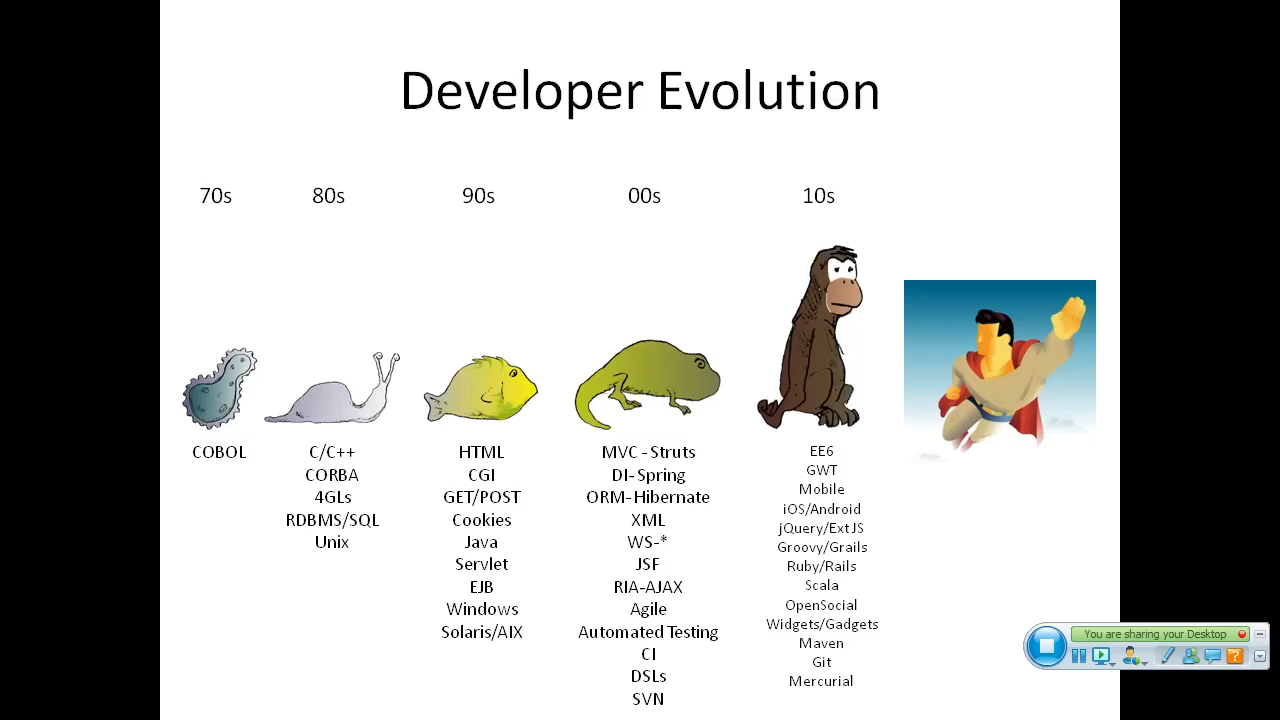 Developer Evolution
70s
80s
90s
00s
10s
COBOL
C/C++
CORBA
4GLs
RDBMS/SQL
Unix
HTML
CGI
GET/POST
Cookies
Java
Servlet
EJB
Windows
Solaris/AIX
MVC - Struts
DI- Spring
ORM- Hibernate
XML
WS-*
JSF
RIA-AJAX
Agile
Automated Testing
CI
DSLs
SVN
EE6
GWT
Mobile
iOS/Android
jQuery/Ext JS
Groovy/Grails
Ruby/Rails
Scala
OpenSocial
Widgets/Gadgets
Maven
Git
Mercurial
You are sharing your Desktop